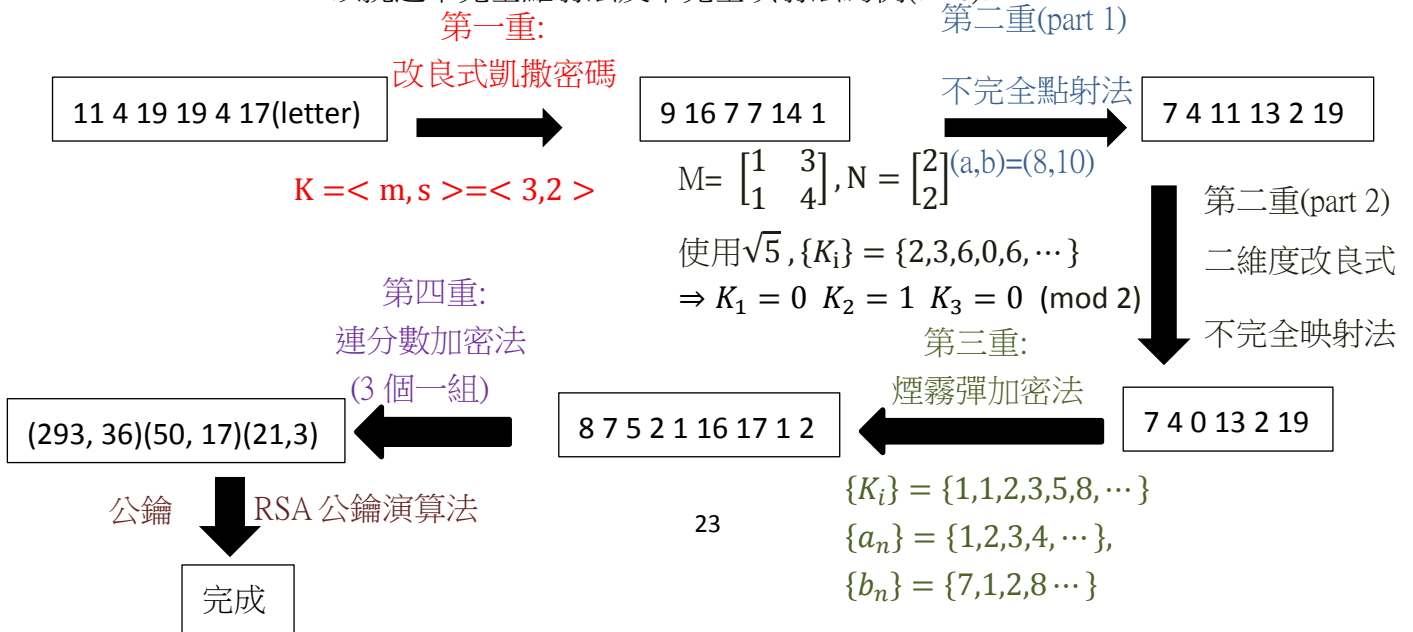 第一重:
改良式凱撒密碼
第二重(part 1)
不完全點射法
11 4 19 19 4 17(letter)
9 16 7 7 14 1
7 4 11 13 2 19
K =< m, s >=< 3,2 >
M= [1 3; 1 4], N = [2; 2]
(a,b)=(8,10)
使用√5 , {K_i} = {2,3,6,0,6, ⋯ }
⇒ K_1 = 0 K_2 = 1 K_3 = 0 (mod 2)
第二重(part 2)
二維度改良式
不完全映射法
第四重:
連分數加密法
(3 個一組)
第三重:
煙霧彈加密法
(293, 36)(50, 17)(21,3)
8 7 5 2 1 16 17 1 2
7 4 0 13 2 19
{K_i} = {1,1,2,3,5,8, ⋯ }
{a_n} = {1,2,3,4, ⋯ },
{b_n} = {7,1,2,8 ⋯ }
公鑰
RSA 公鑰演算法
23
完成